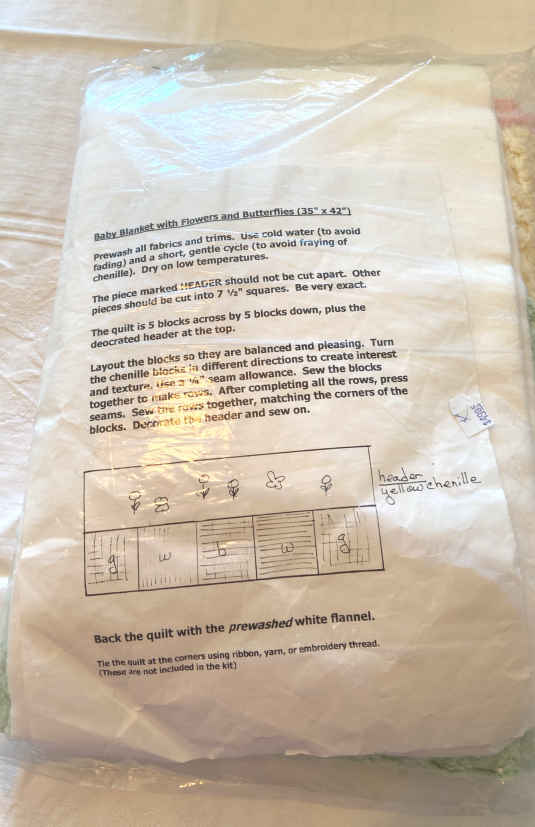 Baby Blanket with Flowers and Butterflies (35" x 42")
Prewash all fabrics and trims. Use cold water (to avoid
fading) and a short, gentle cycle (to avoid fraying of
chenille). Dry on low temperatures.
The piece marked HEADER should not be cut apart. Other
pieces should be cut into 7 ½" squares. Be very exact.
The quilt is 5 blocks across by 5 blocks down, plus the
deocrated header at the top.
Layout the blocks so they are balanced and pleasing. Turn
the chenille blocks in different directions to create interest
and texture. Use a ¼" seam allowance. Sew the blocks
together to make rows. After completing all the rows, press
seams. Sew the rows together, matching the corners of the
blocks. Decorate the header and sew on.
header
yellow chenille
g w b w g
Back the quilt with the prewashed white flannel.
Tie the quilt at the corners using ribbon, yarn, or embroidery thread.
(These are not included in the kit)